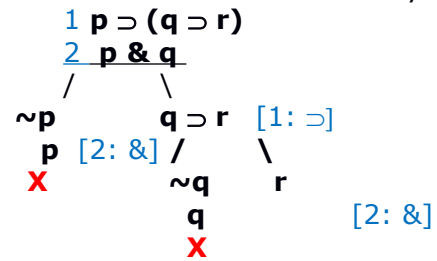 1 p ⊃ (q ⊃ r)
2 p & q
/ \
~p q ⊃ r [1: ⊃]
p [2: &] / \
X ~q r
q [2: &]
X